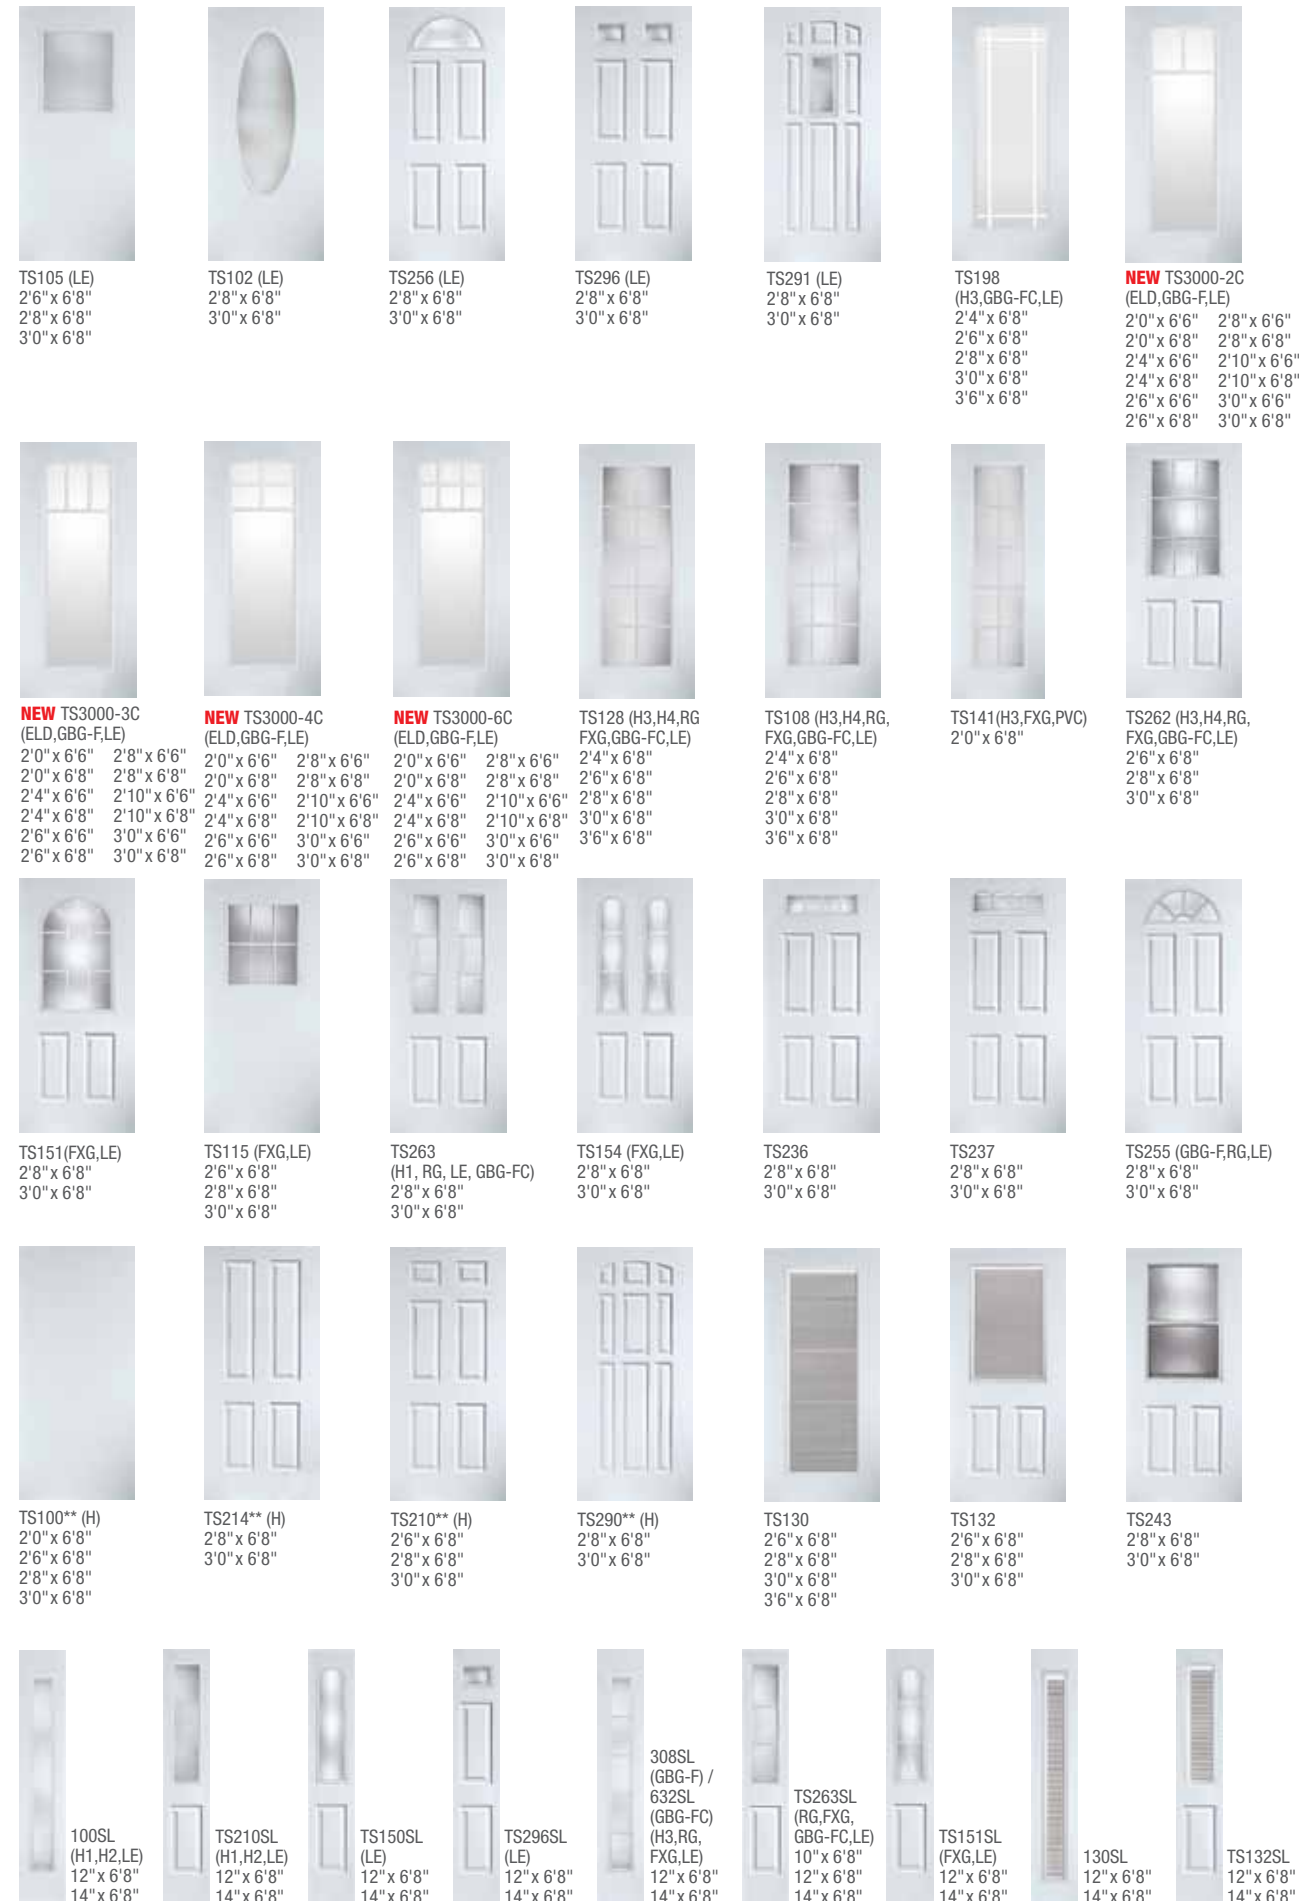 TS105 (LE)
2'6"x 6'8"
2'8"x 6'8"
3'0"x 6'8"
TS102 (LE)
2'8"x 6'8"
3'0"x 6'8"
TS256 (LE)
2'8"x 6'8"
3'0"x 6'8"
TS296 (LE)
2'8"x 6'8"
3'0"x 6'8"
TS291 (LE)
2'8"x 6'8"
3'0"x 6'8"
TS198
(H3,GBG-FC,LE)
2'4"x 6'8"
2'6"x 6'8"
2'8"x 6'8"
3'0"x 6'8"
3'6"x 6'8"
NEW TS3000-2C
(ELD,GBG-F,LE)
2'0"x 6'6" 2'8"x 6'6"
2'0"x 6'8" 2'8"x 6'8"
2'4"x 6'6" 2'10"x 6'6"
2'4"x 6'8" 2'10"x 6'8"
2'6"x 6'6" 3'0"x 6'6"
2'6"x 6'8" 3'0"x 6'8"
NEW TS3000-3C
(ELD,GBG-F,LE)
2'0"x 6'6" 2'8"x 6'6"
2'0"x 6'8" 2'8"x 6'8"
2'4"x 6'6" 2'10"x 6'6"
2'4"x 6'8" 2'10"x 6'8"
2'6"x 6'6" 3'0"x 6'6"
2'6"x 6'8" 3'0"x 6'8"
NEW TS3000-4C
(ELD,GBG-F,LE)
2'0"x 6'6" 2'8"x 6'6"
2'0"x 6'8" 2'8"x 6'8"
2'4"x 6'6" 2'10"x 6'6"
2'4"x 6'8" 2'10"x 6'8"
2'6"x 6'6" 3'0"x 6'6"
2'6"x 6'8" 3'0"x 6'8"
NEW TS3000-6C
(ELD,GBG-F,LE)
2'0"x 6'6" 2'8"x 6'6"
2'0"x 6'8" 2'8"x 6'8"
2'4"x 6'6" 2'10"x 6'6"
2'4"x 6'8" 2'10"x 6'8"
2'6"x 6'6" 3'0"x 6'6"
2'6"x 6'8" 3'0"x 6'8"
TS128 (H3,H4,RG
FXG,GBG-FC,LE)
2'4"x 6'8"
2'6"x 6'8"
2'8"x 6'8"
3'0"x 6'8"
3'6"x 6'8"
TS108 (H3,H4,RG,
FXG,GBG-FC,LE)
2'4"x 6'8"
2'6"x 6'8"
2'8"x 6'8"
3'0"x 6'8"
3'6"x 6'8"
TS141(H3,FXG,PVC)
2'0"x 6'8"
TS262 (H3,H4,RG,
FXG,GBG-FC,LE)
2'6"x 6'8"
2'8"x 6'8"
3'0"x 6'8"
TS151(FXG,LE)
2'8"x 6'8"
3'0"x 6'8"
TS115 (FXG,LE)
2'6"x 6'8"
2'8"x 6'8"
3'0"x 6'8"
TS263
(H1, RG, LE, GBG-FC)
2'8"x 6'8"
3'0"x 6'8"
TS154 (FXG,LE)
2'8"x 6'8"
3'0"x 6'8"
TS236
2'8"x 6'8"
3'0"x 6'8"
TS237
2'8"x 6'8"
3'0"x 6'8"
TS255 (GBG-F,RG,LE)
2'8"x 6'8"
3'0"x 6'8"
TS100** (H)
2'0"x 6'8"
2'6"x 6'8"
2'8"x 6'8"
3'0"x 6'8"
TS214** (H)
2'8"x 6'8"
3'0"x 6'8"
TS210** (H)
2'6"x 6'8"
2'8"x 6'8"
3'0"x 6'8"
TS290** (H)
2'8"x 6'8"
3'0"x 6'8"
TS130
2'6"x 6'8"
2'8"x 6'8"
3'0"x 6'8"
3'6"x 6'8"
TS132
2'6"x 6'8"
2'8"x 6'8"
3'0"x 6'8"
TS243
2'8"x 6'8"
3'0"x 6'8"
100SL
(H1,H2,LE)
12"x 6'8"
14"x 6'8"
TS210SL
(H1,H2,LE)
12"x 6'8"
14"x 6'8"
TS150SL
(LE)
12"x 6'8"
14"x 6'8"
TS296SL
(LE)
12"x 6'8"
14"x 6'8"
308SL
(GBG-F) /
632SL
(GBG-FC)
(H3,RG,
FXG,LE)
12"x 6'8"
14"x 6'8"
TS263SL
(RG,FXG,
GBG-FC,LE)
10"x 6'8"
12"x 6'8"
14"x 6'8"
TS151SL
(FXG,LE)
12"x 6'8"
14"x 6'8"
130SL
12"x 6'8"
14"x 6'8"
TS132SL
12"x 6'8"
14"x 6'8"